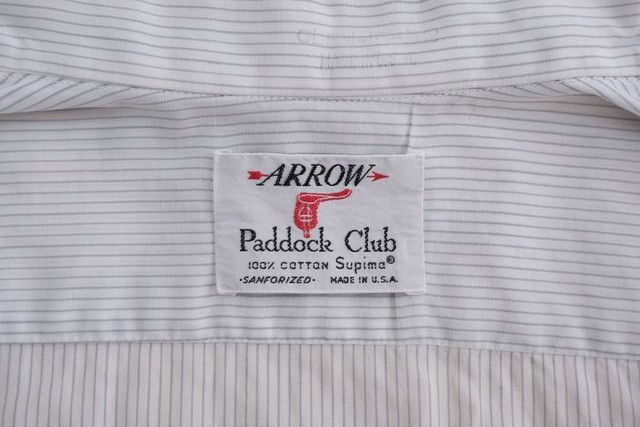 ARROW
Paddock Club
100% COTTON Supima®
·SANFORIZED· MADE IN U.S.A.